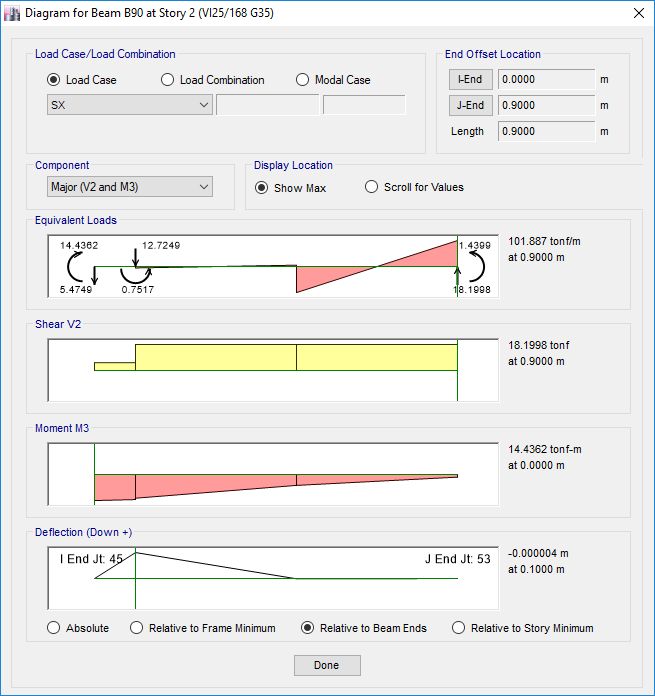 Diagram for Beam B90 at Story 2 (VI25/168 G35)
Load Case/Load Combination
Load Case Load Combination Modal Case
SX
End Offset Location
I-End 0.0000 m
J-End 0.9000 m
Length 0.9000 m
Component
Major (V2 and M3)
Display Location
Show Max Scroll for Values
Equivalent Loads
14.4362 12.7249 1.4399
5.4749 0.7517 18.1998
101.887 tonf/m
at 0.9000 m
Shear V2
18.1998 tonf
at 0.9000 m
Moment M3
14.4362 tonf-m
at 0.0000 m
Deflection (Down +)
I End Jt: 45 J End Jt: 53
-0.000004 m
at 0.1000 m
Absolute Relative to Frame Minimum Relative to Beam Ends Relative to Story Minimum
Done